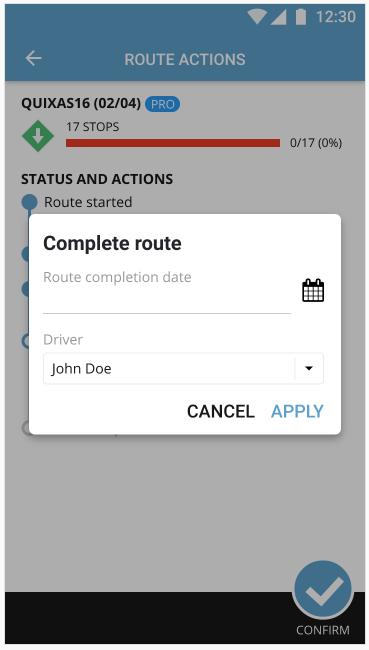 12:30
ROUTE ACTIONS
QUIXAS16 (02/04) PRO
17 STOPS
0/17 (0%)
STATUS AND ACTIONS
Route started
Complete route
Route completion date
Driver
John Doe
CANCEL APPLY
CONFIRM